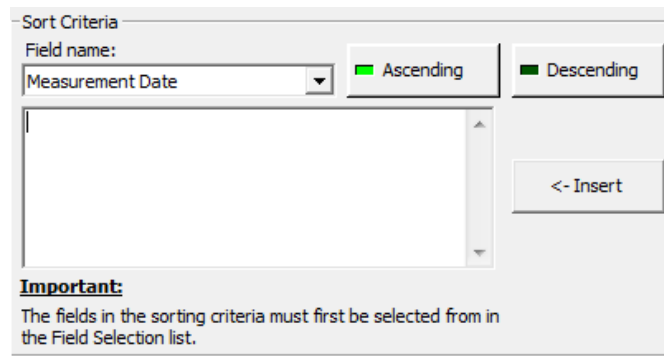 Sort Criteria
Field name:
Measurement Date
Ascending
Descending
<- Insert
Important:
The fields in the sorting criteria must first be selected from in
the Field Selection list.